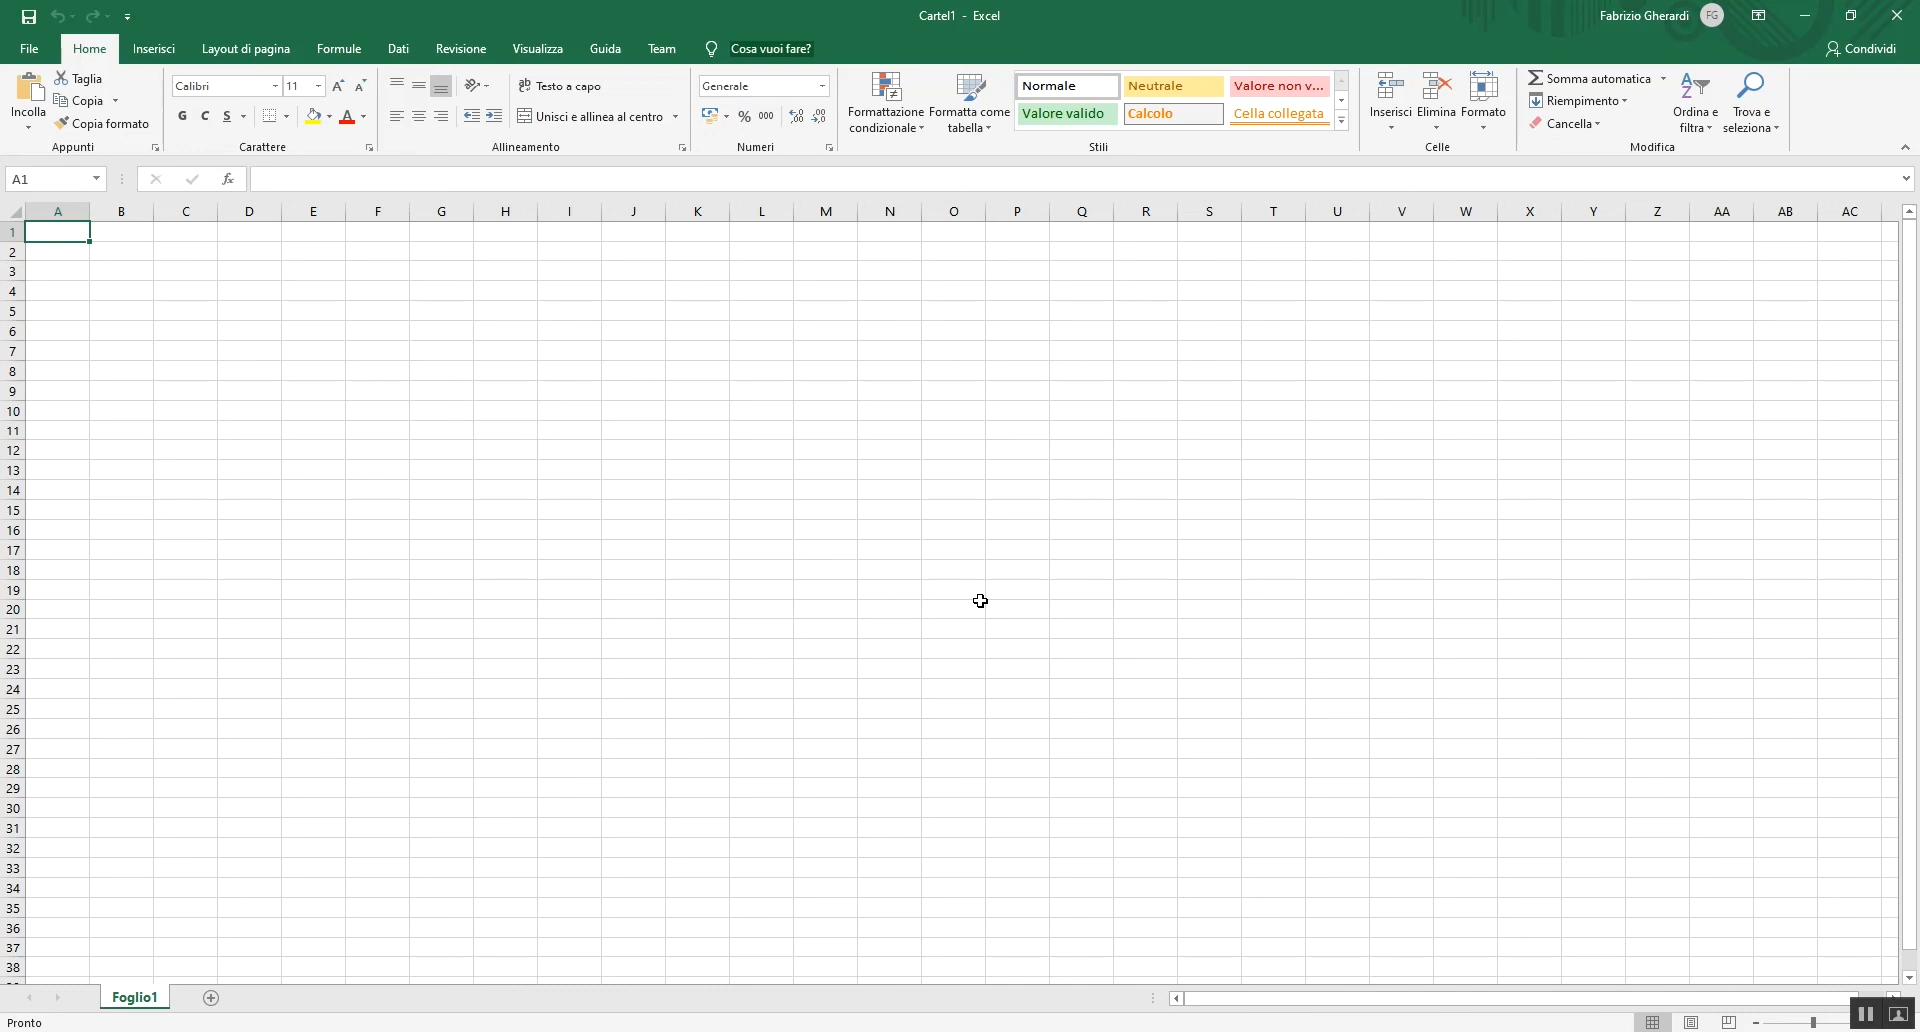 Cartel1 - Excel
Fabrizio Gherardi FG
File Home Inserisci Layout di pagina Formule Dati Revisione Visualizza Guida Team Cosa vuoi fare? Condividi
Incolla
Taglia
Copia
Copia formato
Appunti
Calibri 11
G C S A
Carattere
Testo a capo
Unisci e allinea al centro
Allineamento
Generale
% 000
Numeri
Formattazione condizionale
Formatta come tabella
Normale Neutrale Valore non v...
Valore valido Calcolo Cella collegata
Stili
Inserisci Elimina Formato
Celle
Somma automatica
Riempimento
Cancella
Ordina e filtra
Trova e seleziona
Modifica
A1 fx
A B C D E F G H I J K L M N O P Q R S T U V W X Y Z AA AB AC
1
2
3
4
5
6
7
8
9
10
11
12
13
14
15
16
17
18
19
20
21
22
23
24
25
26
27
28
29
30
31
32
33
34
35
36
37
38
Foglio1
Pronto